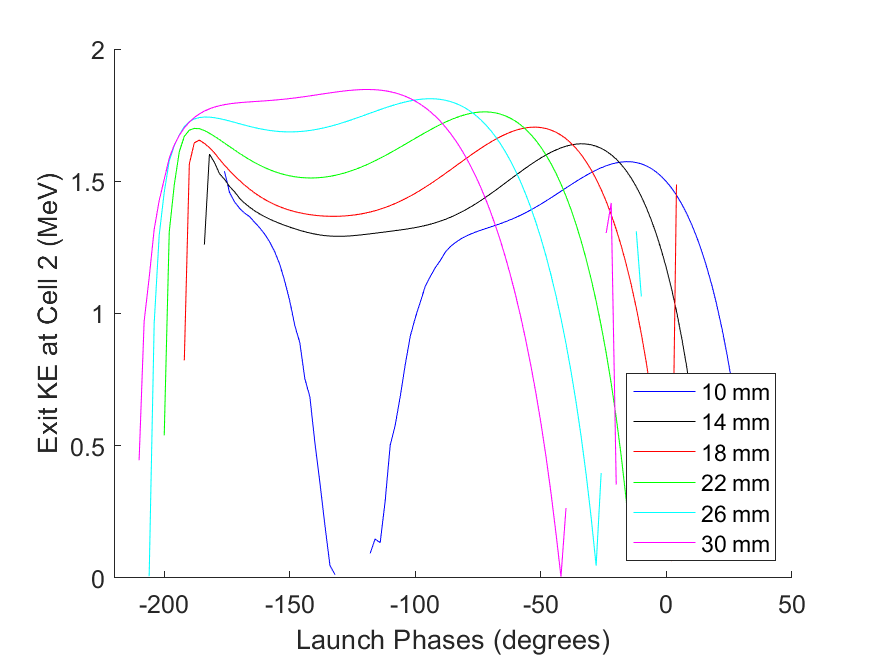 2
1.5
1
0.5
0
Exit KE at Cell 2 (MeV)
-200
-150
-100
-50
0
50
Launch Phases (degrees)
10 mm
14 mm
18 mm
22 mm
26 mm
30 mm